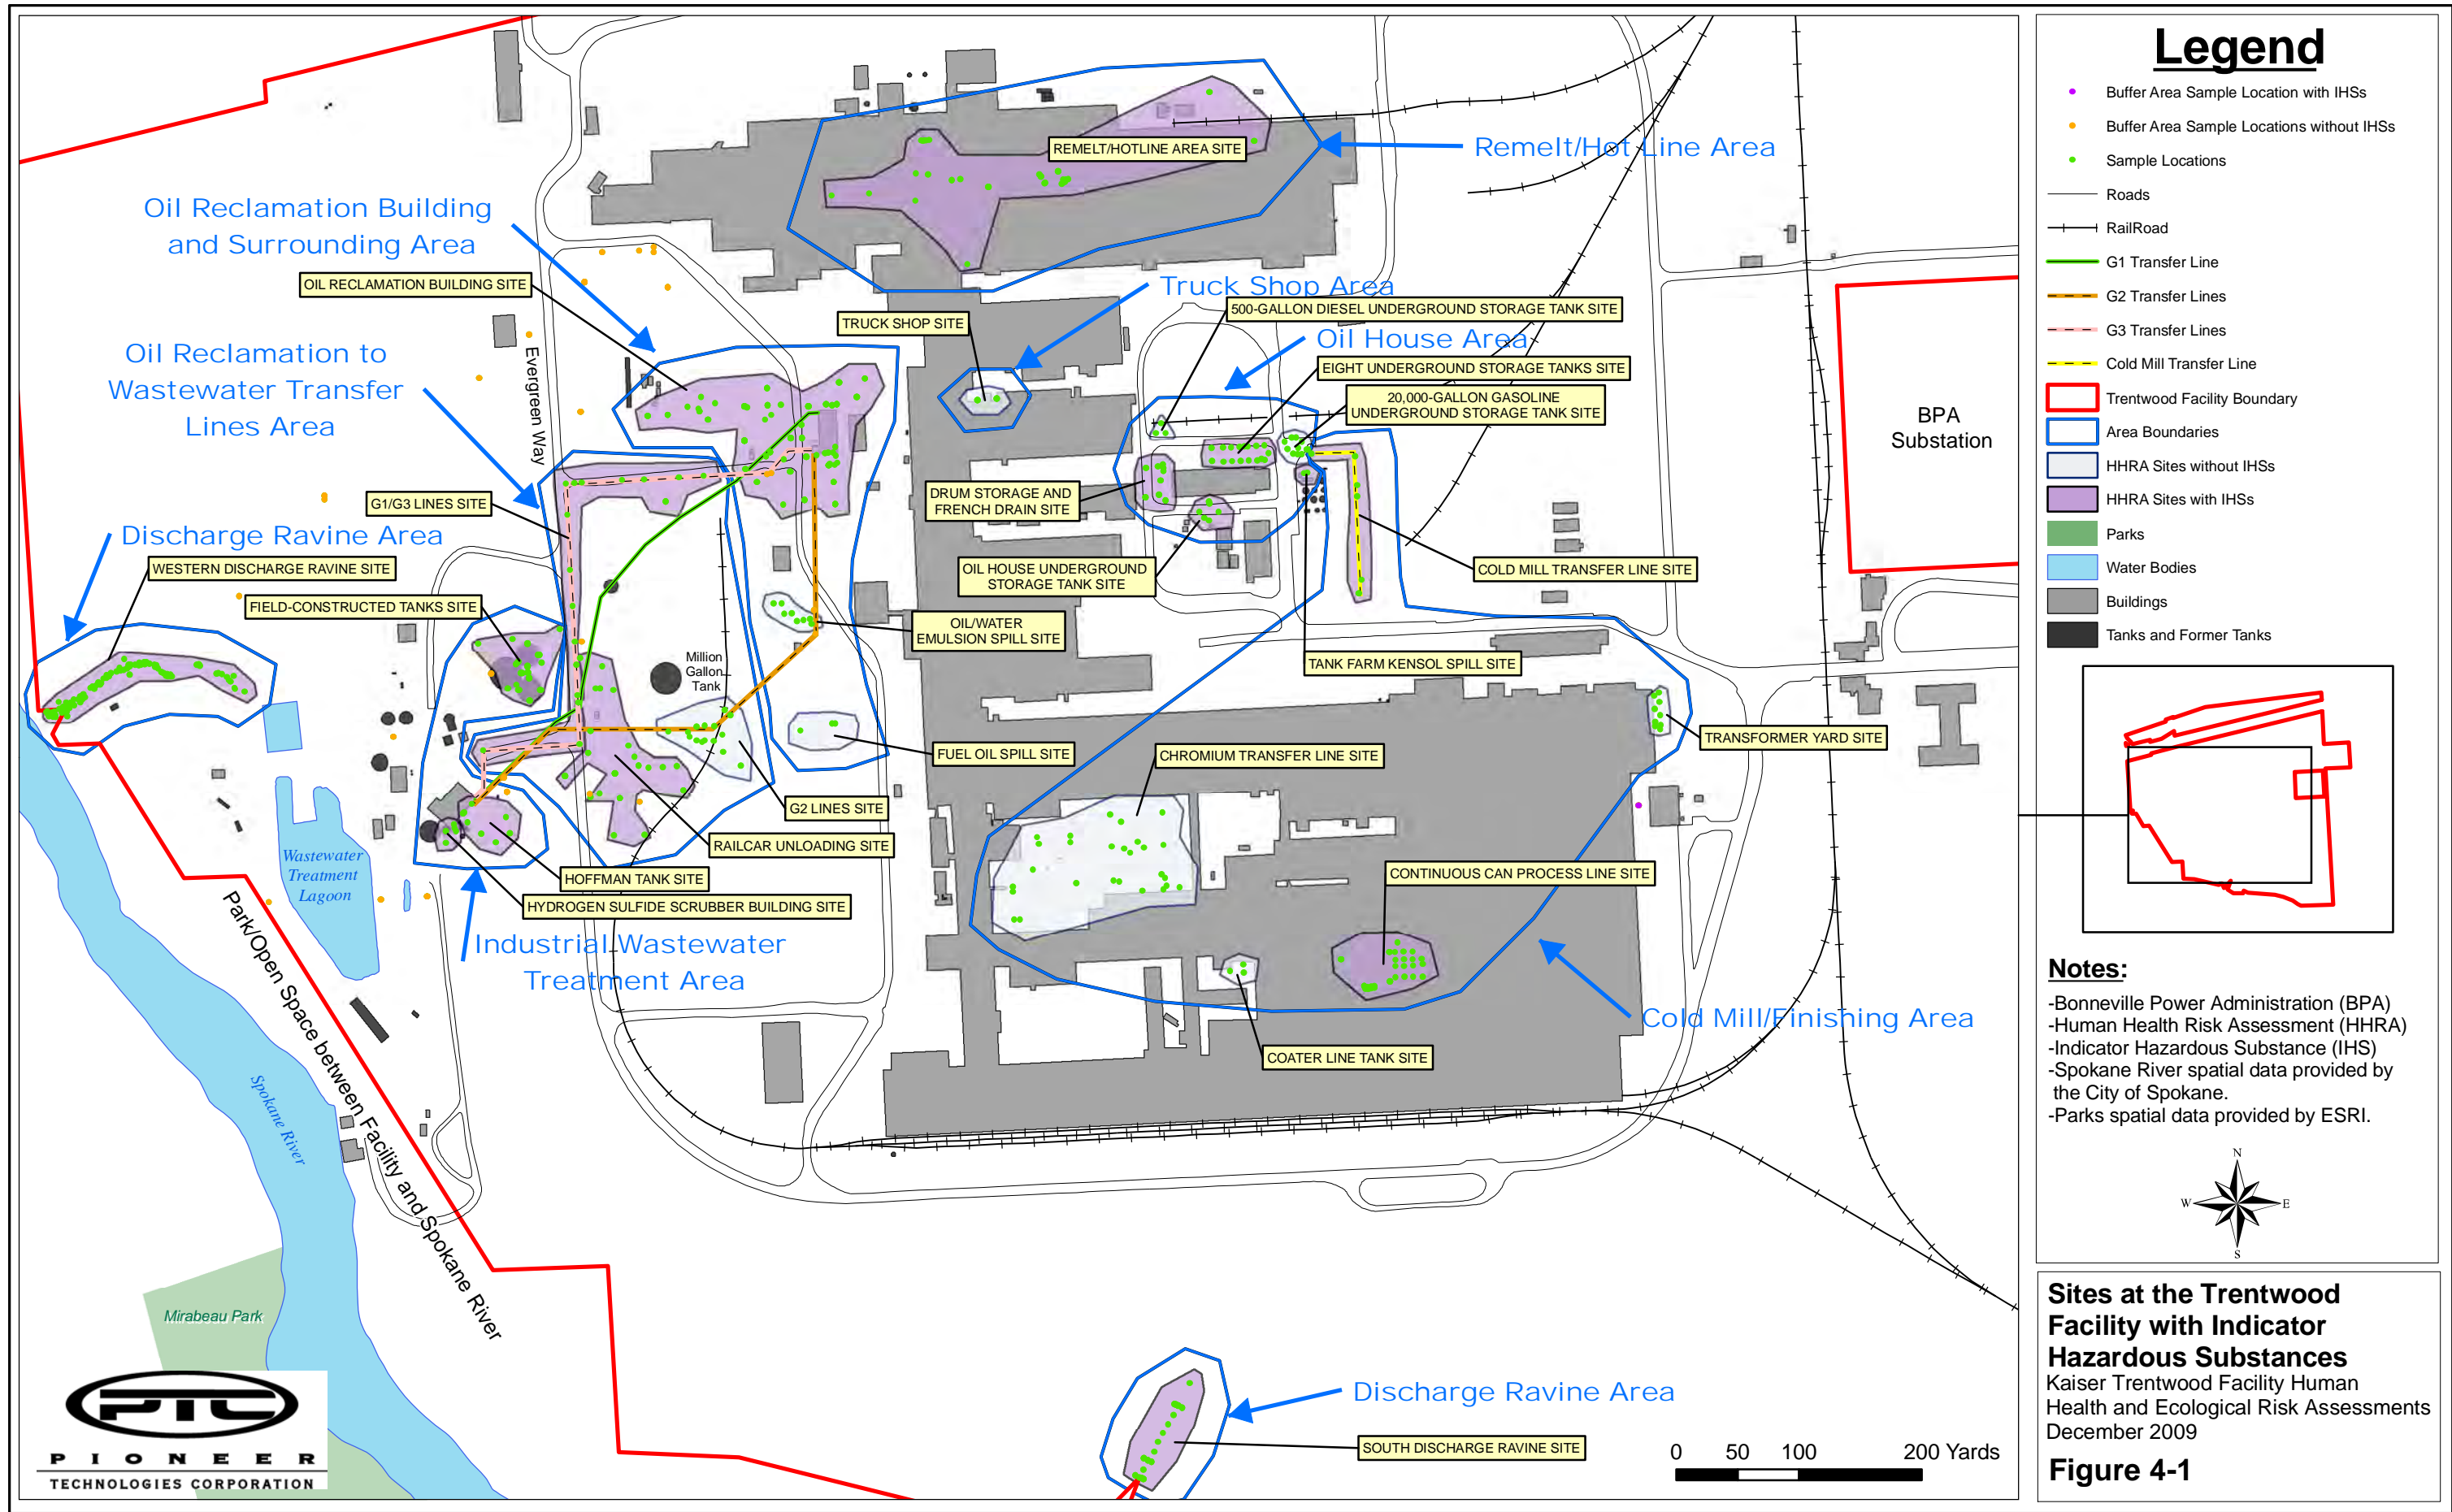 Remelt/Hot Line Area
REMELT/HOTLINE AREA SITE
Oil Reclamation Building
and Surrounding Area
OIL RECLAMATION BUILDING SITE
Truck Shop Area
TRUCK SHOP SITE
500-GALLON DIESEL UNDERGROUND STORAGE TANK SITE
Oil House Area
EIGHT UNDERGROUND STORAGE TANKS SITE
20,000-GALLON GASOLINE
UNDERGROUND STORAGE TANK SITE
Oil Reclamation to
Wastewater Transfer
Lines Area
Evergreen Way
BPA
Substation
G1/G3 LINES SITE
DRUM STORAGE AND
FRENCH DRAIN SITE
Discharge Ravine Area
WESTERN DISCHARGE RAVINE SITE
OIL HOUSE UNDERGROUND
STORAGE TANK SITE
COLD MILL TRANSFER LINE SITE
FIELD-CONSTRUCTED TANKS SITE
OIL/WATER
EMULSION SPILL SITE
TANK FARM KENSOL SPILL SITE
Million
Gallon
Tank
TRANSFORMER YARD SITE
FUEL OIL SPILL SITE
CHROMIUM TRANSFER LINE SITE
G2 LINES SITE
RAILCAR UNLOADING SITE
HOFFMAN TANK SITE
HYDROGEN SULFIDE SCRUBBER BUILDING SITE
CONTINUOUS CAN PROCESS LINE SITE
Wastewater
Treatment
Lagoon
Industrial Wastewater
Treatment Area
Cold Mill/Finishing Area
COATER LINE TANK SITE
Park/Open Space between Facility and Spokane River
Spokane River
Mirabeau Park
Discharge Ravine Area
SOUTH DISCHARGE RAVINE SITE
0 50 100 200 Yards
PTC
PIONEER
TECHNOLOGIES CORPORATION
Legend
Buffer Area Sample Location with IHSs
Buffer Area Sample Locations without IHSs
Sample Locations
Roads
RailRoad
G1 Transfer Line
G2 Transfer Lines
G3 Transfer Lines
Cold Mill Transfer Line
Trentwood Facility Boundary
Area Boundaries
HHRA Sites without IHSs
HHRA Sites with IHSs
Parks
Water Bodies
Buildings
Tanks and Former Tanks
Notes:
-Bonneville Power Administration (BPA)
-Human Health Risk Assessment (HHRA)
-Indicator Hazardous Substance (IHS)
-Spokane River spatial data provided by
the City of Spokane.
-Parks spatial data provided by ESRI.
N
W E
S
Sites at the Trentwood
Facility with Indicator
Hazardous Substances
Kaiser Trentwood Facility Human
Health and Ecological Risk Assessments
December 2009
Figure 4-1